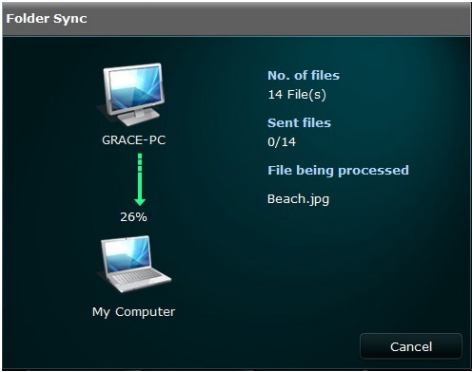 Folder Sync
GRACE-PC
26%
My Computer
No. of files
14 File(s)
Sent files
0/14
File being processed
Beach.jpg
Cancel